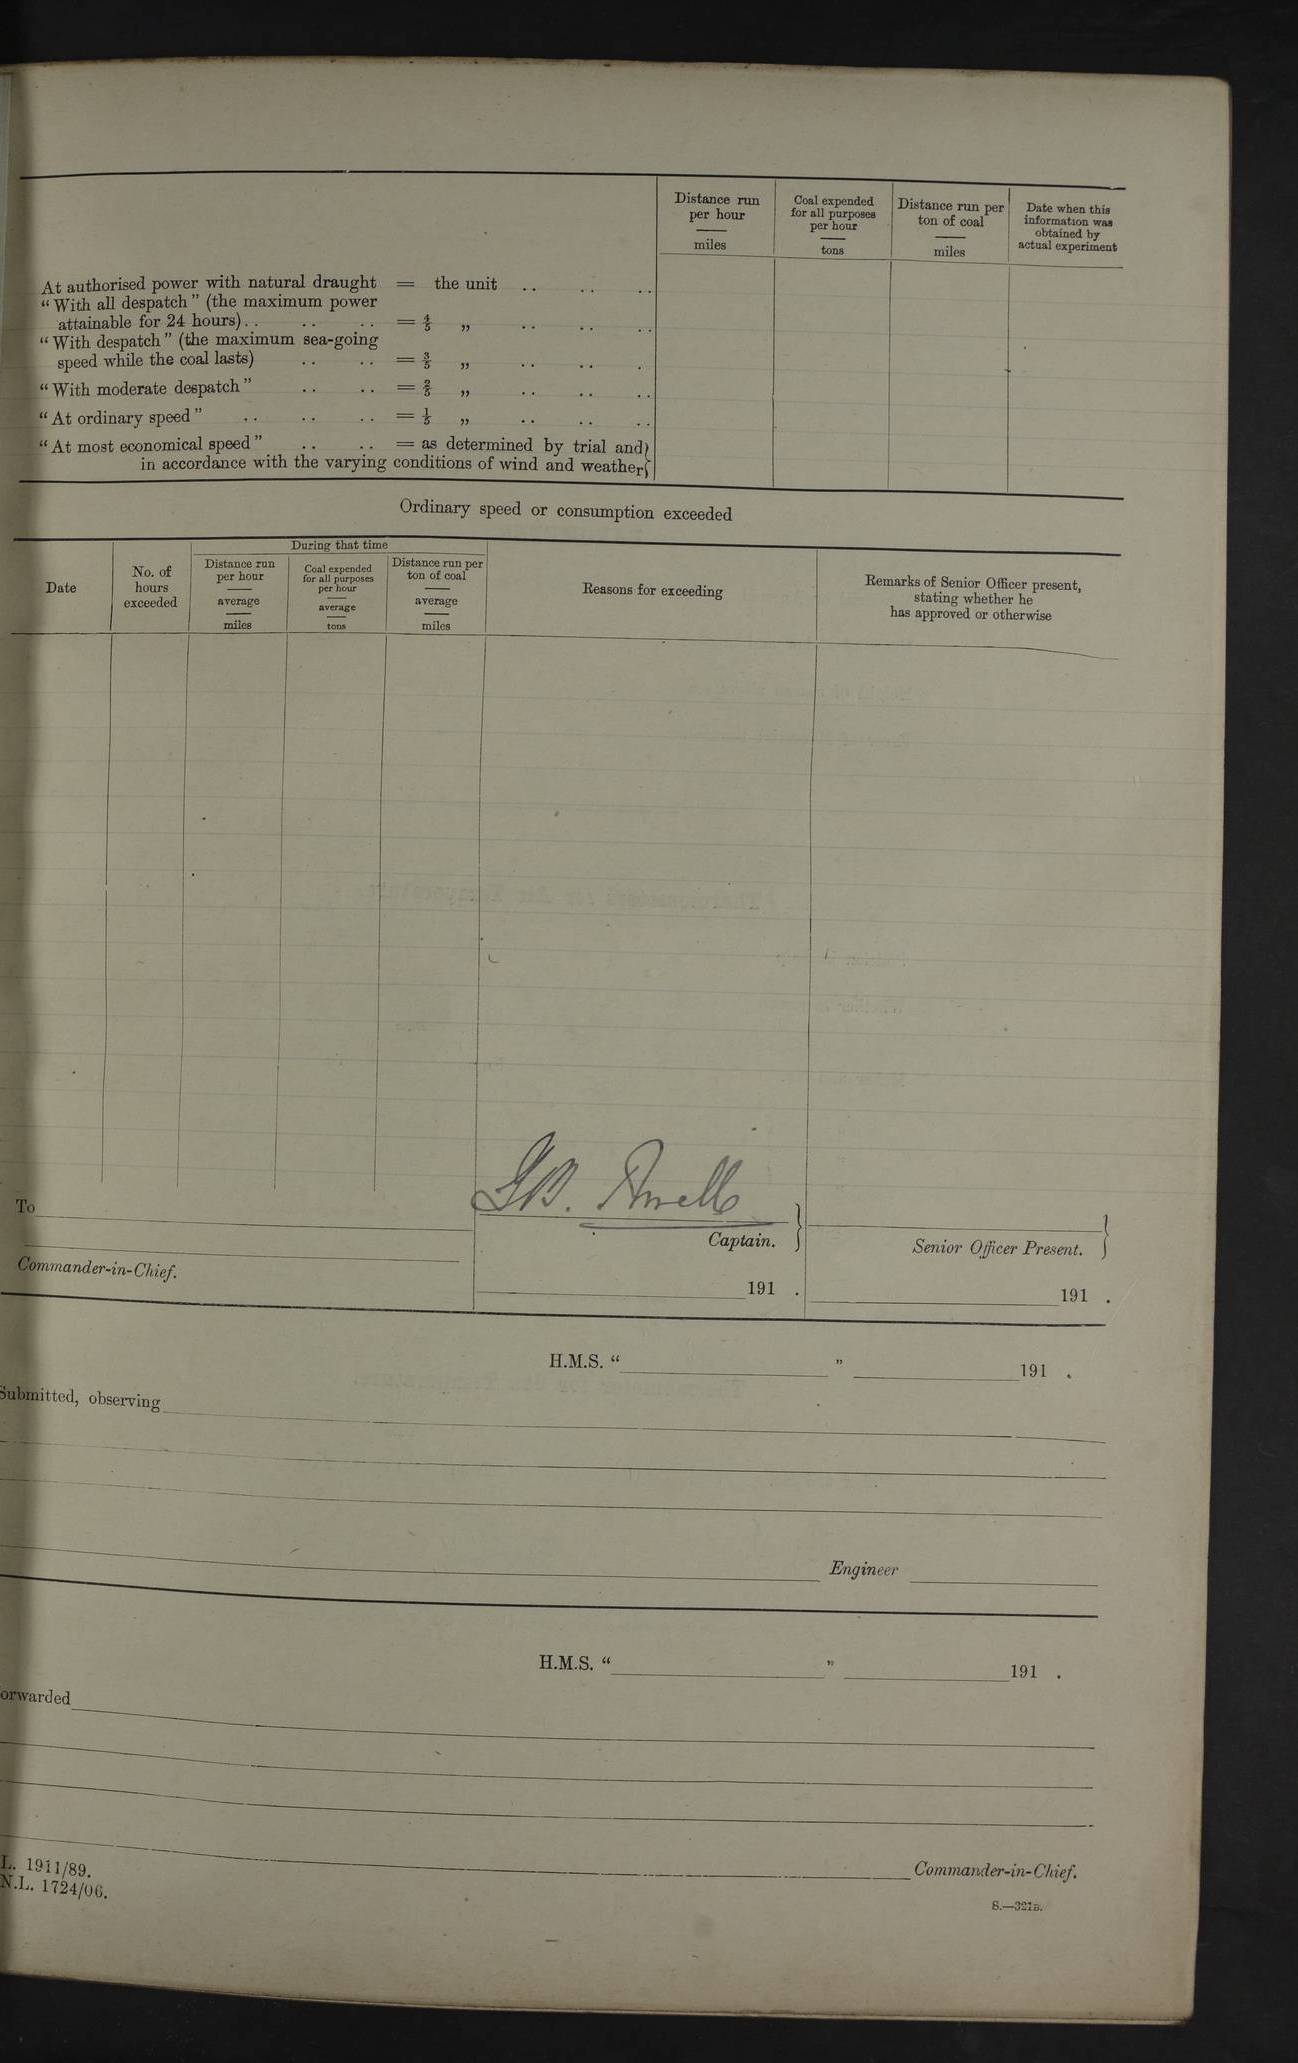 Distance run
per hour
miles
Coal expended
for all purposes
per hour
tons
Distance run per
ton of coal
miles
Date when this
information was
obtained by
actual experiment
At authorised power with natural draught = the unit .. .. ..
“With all despatch” (the maximum power
attainable for 24 hours) .. .. .. = 4/5 „ .. .. ..
“With despatch” (the maximum sea-going
speed while the coal lasts) .. .. = 3/5 „ .. .. .
“With moderate despatch” .. .. = 2/5 „ .. .. ..
“At ordinary speed” .. .. .. = 1/5 „ .. .. ..
“At most economical speed” .. .. = as determined by trial and
in accordance with the varying conditions of wind and weather
Ordinary speed or consumption exceeded
Date
No. of
hours
exceeded
During that time
Distance run
per hour
average
miles
Coal expended
for all purposes
per hour
average
tons
Distance run per
ton of coal
average
miles
Reasons for exceeding
Remarks of Senior Officer present,
stating whether he
has approved or otherwise
To
Commander-in-Chief.
Captain.
191 .
Senior Officer Present.
191 .
H.M.S. “ ” 191 .
Submitted, observing
Engineer
H.M.S. “ ” 191 .
orwarded
Commander-in-Chief.
L. 1911/89.
N.L. 1724/06.
S.—321B.